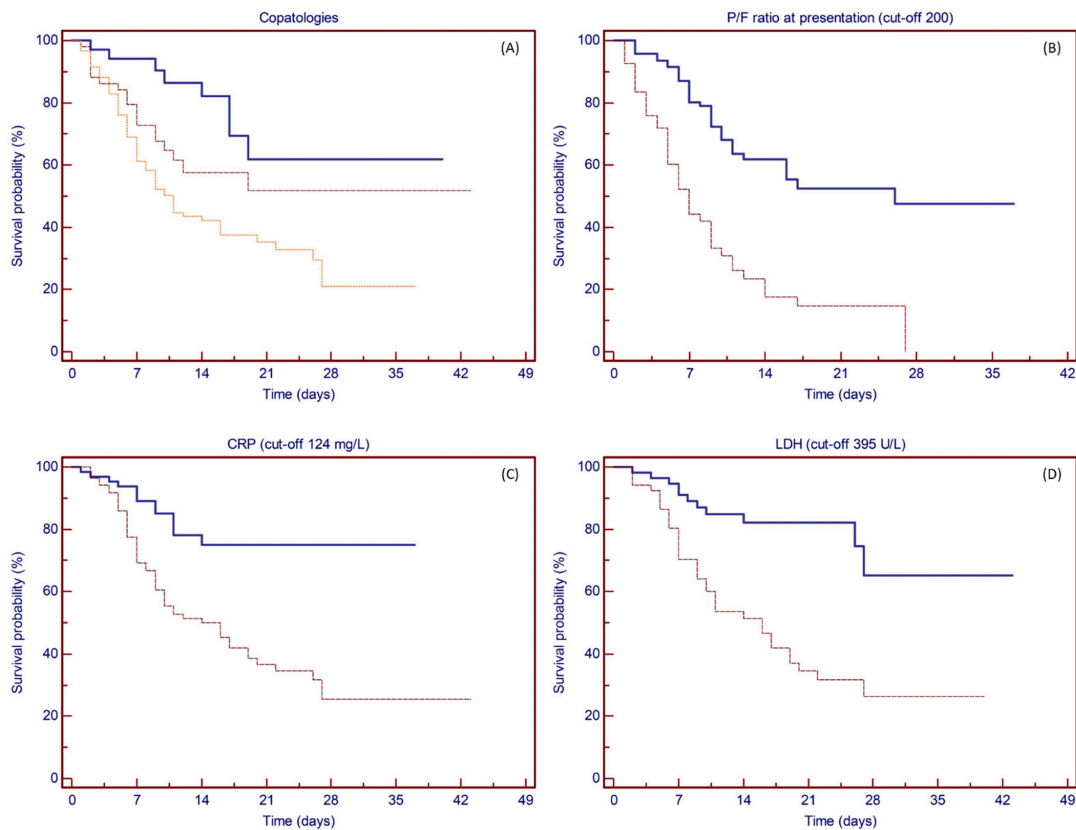 Copatologies
(A)
Survival probability (%)
100
80
60
40
20
0
0 7 14 21 28 35 42 49
Time (days)
P/F ratio at presentation (cut-off 200)
(B)
Survival probability (%)
100
80
60
40
20
0
0 7 14 21 28 35 42
Time (days)
CRP (cut-off 124 mg/L)
(C)
Survival probability (%)
100
80
60
40
20
0
0 7 14 21 28 35 42 49
Time (days)
LDH (cut-off 395 U/L)
(D)
Survival probability (%)
100
80
60
40
20
0
0 7 14 21 28 35 42 49
Time (days)